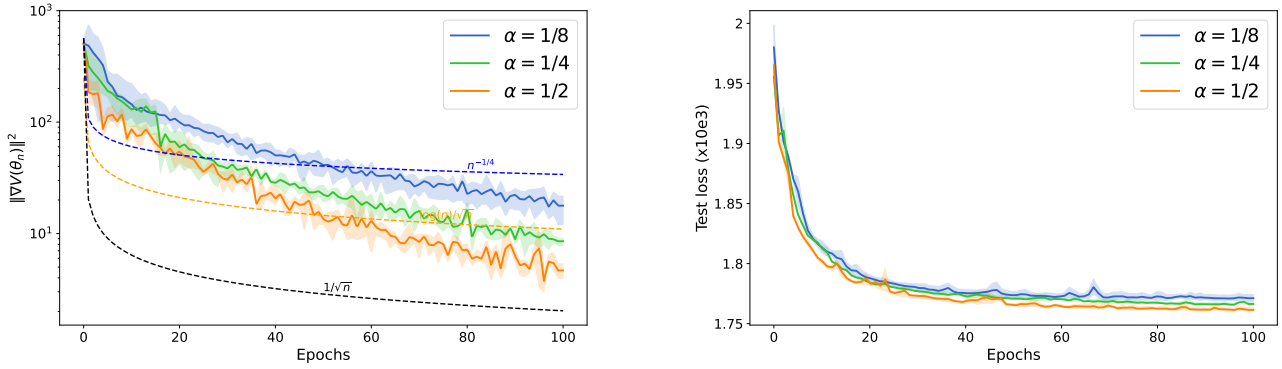 10³
10²
10¹
‖∇V(θₙ)‖²
α = 1/8
α = 1/4
α = 1/2
n^{-1/4}
log(n)/√n
1/√n
0 20 40 60 80 100
Epochs
2
1.95
1.9
1.85
1.8
1.75
Test loss (x10e3)
α = 1/8
α = 1/4
α = 1/2
0 20 40 60 80 100
Epochs